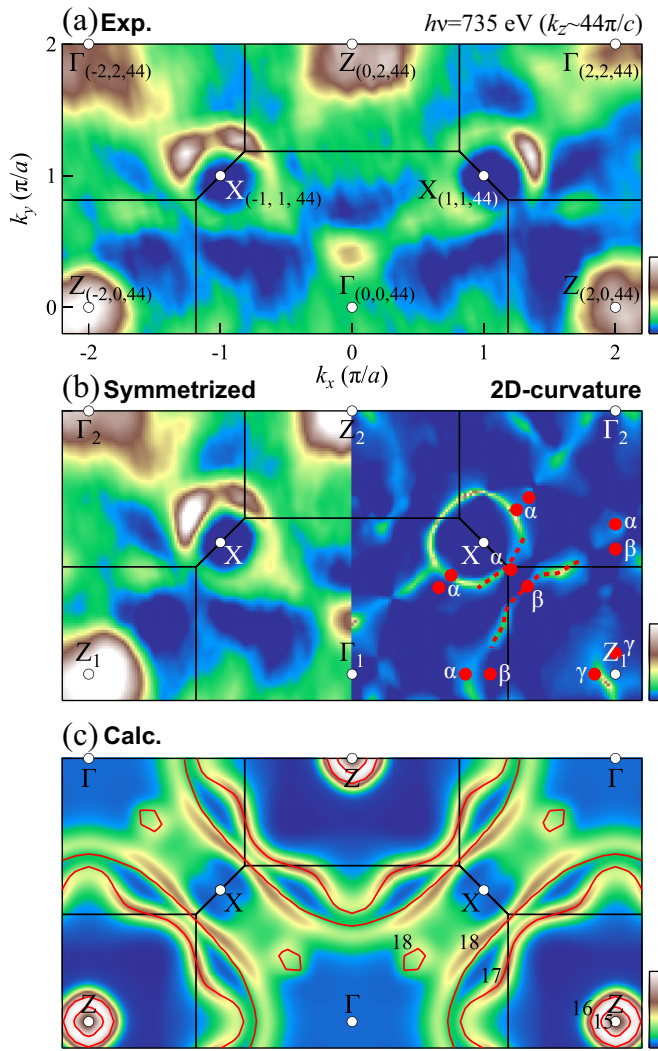 (a) Exp. hν=735 eV (k_z~44π/c)
2
Γ(-2,2,44) Z(0,2,44) Γ(2,2,44)
k_y (π/a)
1
X(-1, 1, 44) X(1,1,44)
Z(-2,0,44) Γ(0,0,44) Z(2,0,44)
0
-2 -1 0 1 2
k_x (π/a)
(b) Symmetrized 2D-curvature
Γ₂ Z₂ Γ₂
α
α
X X α β
β
α
Z₁ Γ₁ γ Z₁
α β γ
(c) Calc.
Γ Z Γ
X X
18 18
17
Z Γ 16 Z
15